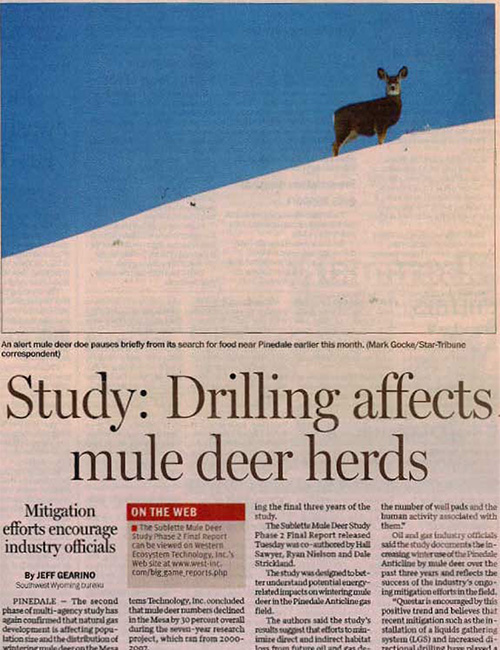 An alert mule deer doe pauses briefly from its search for food near Pinedale earlier this month. (Mark Gocke/Star-Tribune
correspondent)
Study: Drilling affects
mule deer herds
Mitigation
efforts encourage
industry officials
By JEFF GEARINO
Southwest Wyoming bureau
PINEDALE — The second
phase of multi-agency study has
again confirmed that natural gas
development is affecting popu-
lation size and the distribution of
wintering mule deer on the Mesa
ON THE WEB
The Sublette Mule Deer
Study Phase 2 Final Report
can be viewed on Western
Ecosystem Technology, Inc.'s
Web site at www.west-inc.
com/big_game_reports.php
tems Technology, Inc. concluded
that mule deer numbers declined
in the Mesa by 30 percent overall
during the seven-year research
project, which ran from 2000-
2007.
ing the final three years of the
study.
The Sublette Mule Deer Study
Phase 2 Final Report released
Tuesday was co-authored by Hall
Sawyer, Ryan Nielson and Dale
Strickland.
The study was designed to bet-
ter understand potential energy-
related impacts on wintering mule
deer in the Pinedale Anticline gas
field.
The authors said the study's
results suggest that efforts to min-
imize direct and indirect habitat
loss from future oil and gas de-
the number of well pads and the
human activity associated with
them."
Oil and gas industry officials
said the study documents the in-
creasing winter use of the Pinedale
Anticline by mule deer over the
past three years and reflects the
success of the industry's ongo-
ing mitigation efforts in the field.
"Questar is encouraged by this
positive trend and believes that
recent mitigation such as the in-
stallation of a liquids gathering
system (LGS) and increased di-
rectional drilling have played a